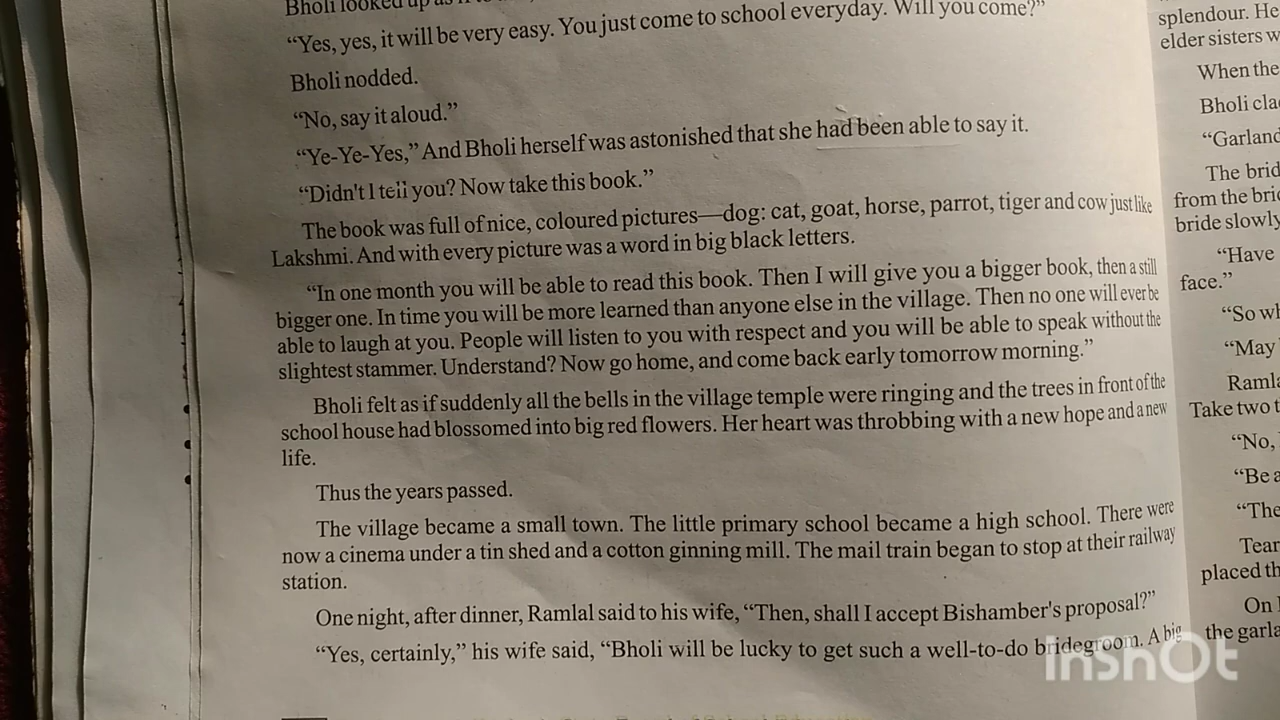 Bholi looked up as
“Yes, yes, it will be very easy. You just come to school everyday. Will you come?”
Bholi nodded.
“No, say it aloud.”
“Ye-Ye-Yes,” And Bholi herself was astonished that she had been able to say it.
“Didn't I tell you? Now take this book.”
The book was full of nice, coloured pictures—dog: cat, goat, horse, parrot, tiger and cow just like
Lakshmi. And with every picture was a word in big black letters.
“In one month you will be able to read this book. Then I will give you a bigger book, then a still
bigger one. In time you will be more learned than anyone else in the village. Then no one will ever be
able to laugh at you. People will listen to you with respect and you will be able to speak without the
slightest stammer. Understand? Now go home, and come back early tomorrow morning.”
Bholi felt as if suddenly all the bells in the village temple were ringing and the trees in front of the
school house had blossomed into big red flowers. Her heart was throbbing with a new hope and a new
life.
Thus the years passed.
The village became a small town. The little primary school became a high school. There were
now a cinema under a tin shed and a cotton ginning mill. The mail train began to stop at their railway
station.
One night, after dinner, Ramlal said to his wife, “Then, shall I accept Bishamber's proposal?”
“Yes, certainly,” his wife said, “Bholi will be lucky to get such a well-to-do bridegroom. A big
splendour. He
elder sisters w
When the
Bholi cla
“Garland
The brid
from the bri
bride slowly
“Have
face.”
“So wh
“May
Ramla
Take two t
“No,
“Be a
“The
Tear
placed th
On
the garla
InShOt